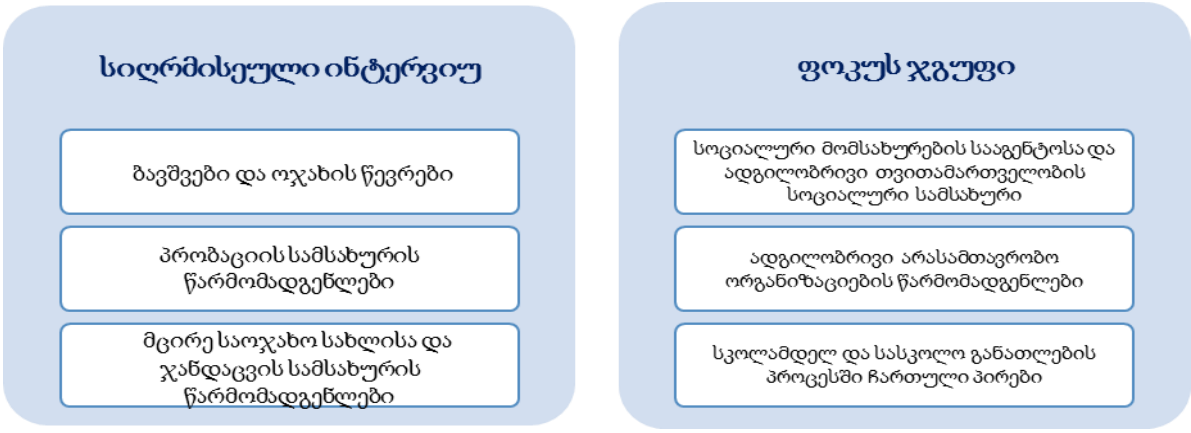 სიღრმისეული ინტერვიუ
ბავშვები და ოჯახის წევრები
პრობაციის სამსახურის
წარმომადგენლები
მცირე საოჯახო სახლისა და
ჯანდაცვის სამსახურის
წარმომადგენლები
ფოკუს ჯგუფი
სოციალური მომსახურების სააგენტოსა და
ადგილობრივი თვითამართველობის
სოციალური სამსახური
ადგილობრივი არასამთავრობო
ორგანიზაციების წარმომადგენლები
სკოლამდელ და სასკოლო განათლების
პროცესში ჩართული პირები